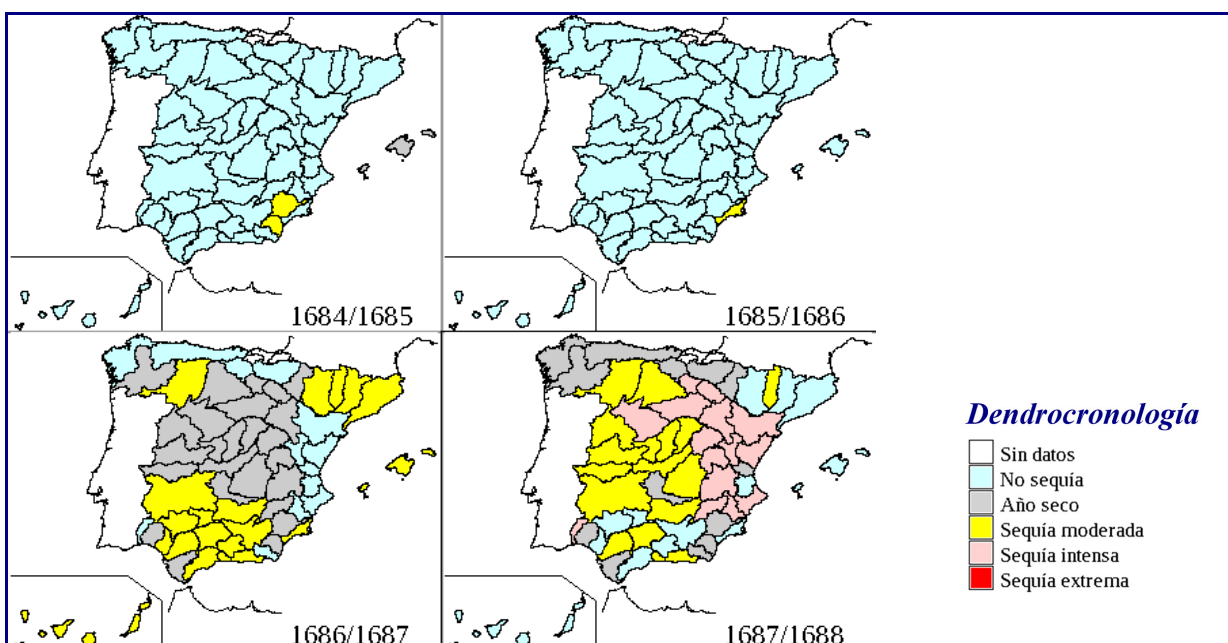 1684/1685
1685/1686
1686/1687
1687/1688
Dendrocronología
Sin datos
No sequía
Año seco
Sequía moderada
Sequía intensa
Sequía extrema